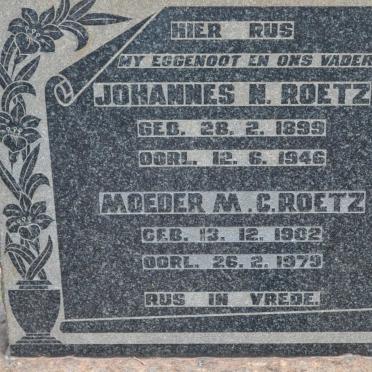 HIER RUS
MY EGGENOOT EN ONS VADER
JOHANNES N. ROETZ
GEB. 28. 2. 1899
OORL. 12. 6. 1946
MOEDER M.C. ROETZ
GEB. 13. 12. 1902
OORL. 26. 2. 1979
RUS IN VREDE.